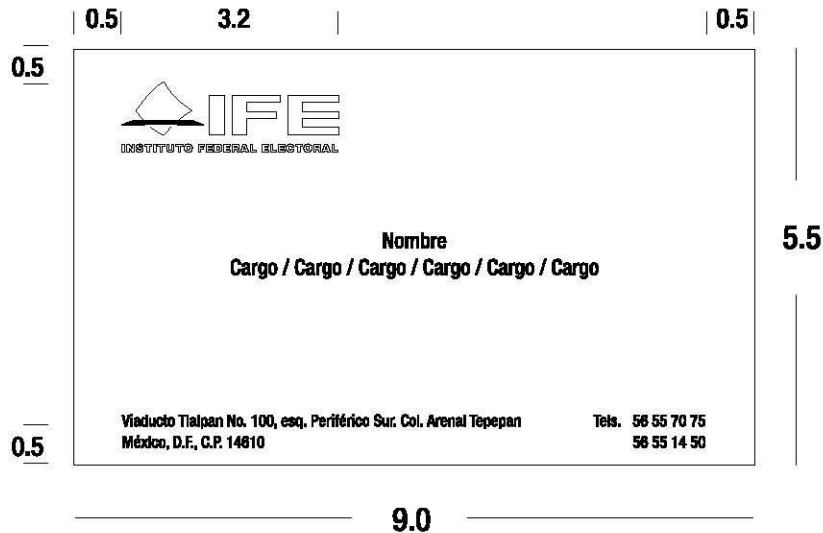 0.5 3.2 0.5
0.5
IFE
INSTITUTO FEDERAL ELECTORAL
Nombre
Cargo / Cargo / Cargo / Cargo / Cargo / Cargo
5.5
Viaducto Tlalpan No. 100, esq. Periférico Sur. Col. Arenal Tepepan Tels. 56 55 70 75
México, D.F., C.P. 14610 56 55 14 50
0.5
9.0